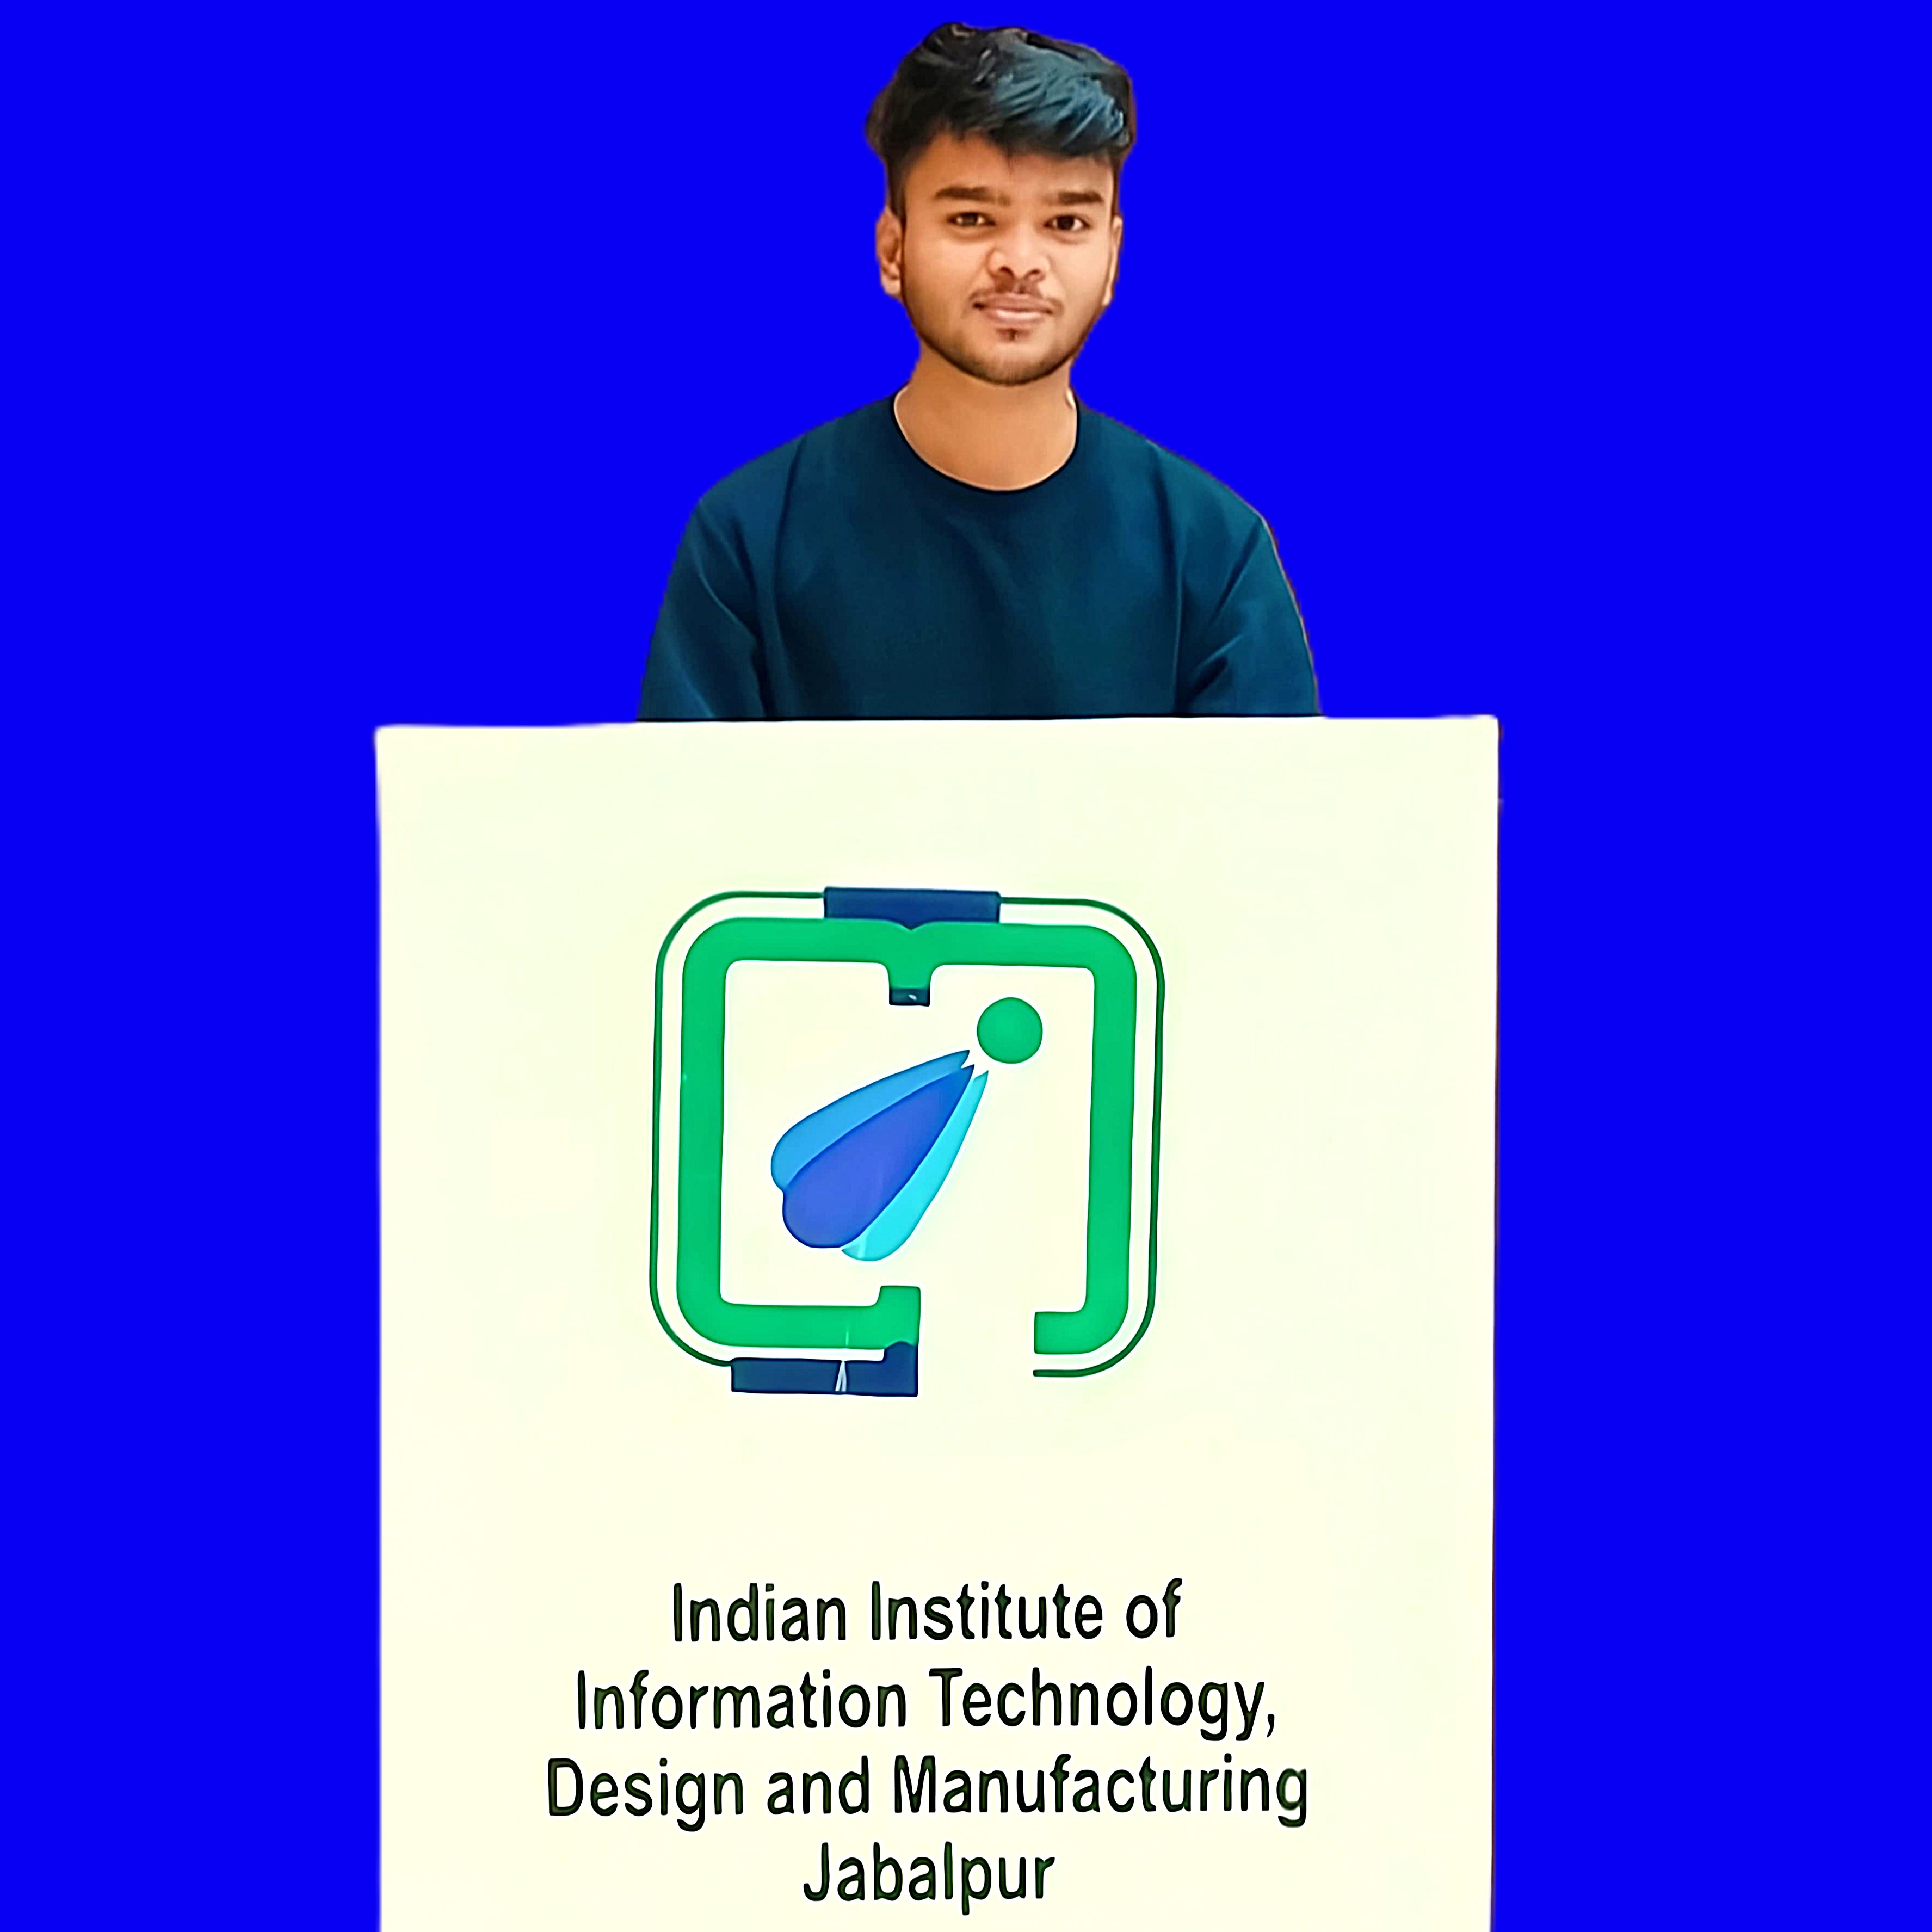 Indian Institute of
Information Technology,
Design and Manufacturing
Jabalpur